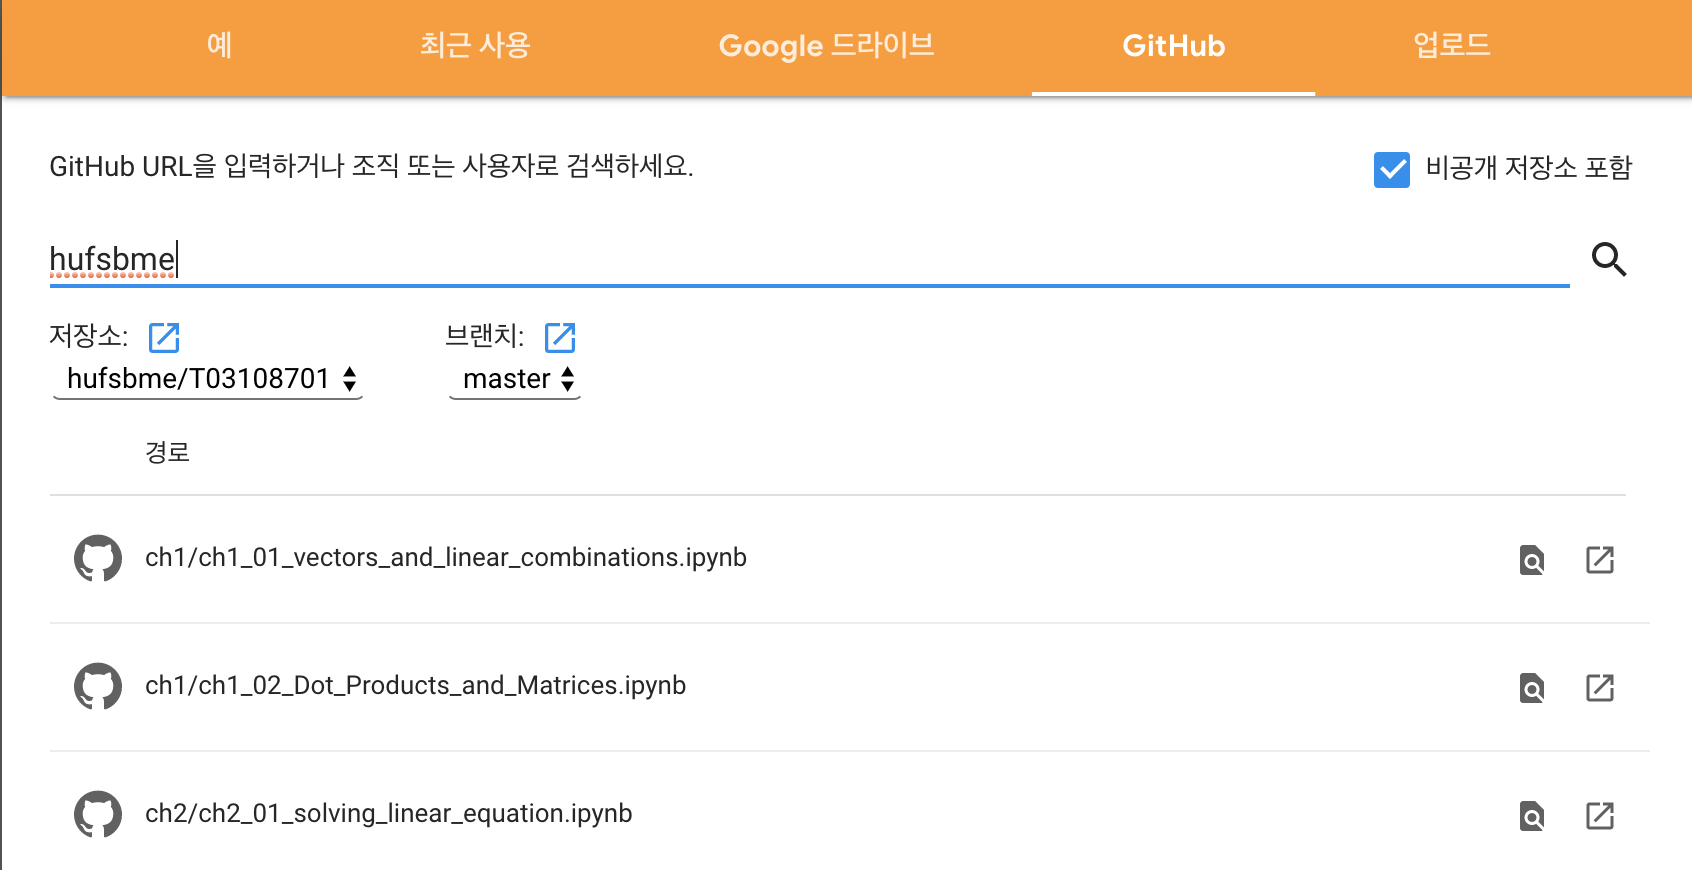 예 최근 사용 Google 드라이브 GitHub 업로드
GitHub URL을 입력하거나 조직 또는 사용자로 검색하세요. 비공개 저장소 포함
hufsbme
저장소: 브랜치:
hufsbme/T03108701 master
경로
ch1/ch1_01_vectors_and_linear_combinations.ipynb
ch1/ch1_02_Dot_Products_and_Matrices.ipynb
ch2/ch2_01_solving_linear_equation.ipynb